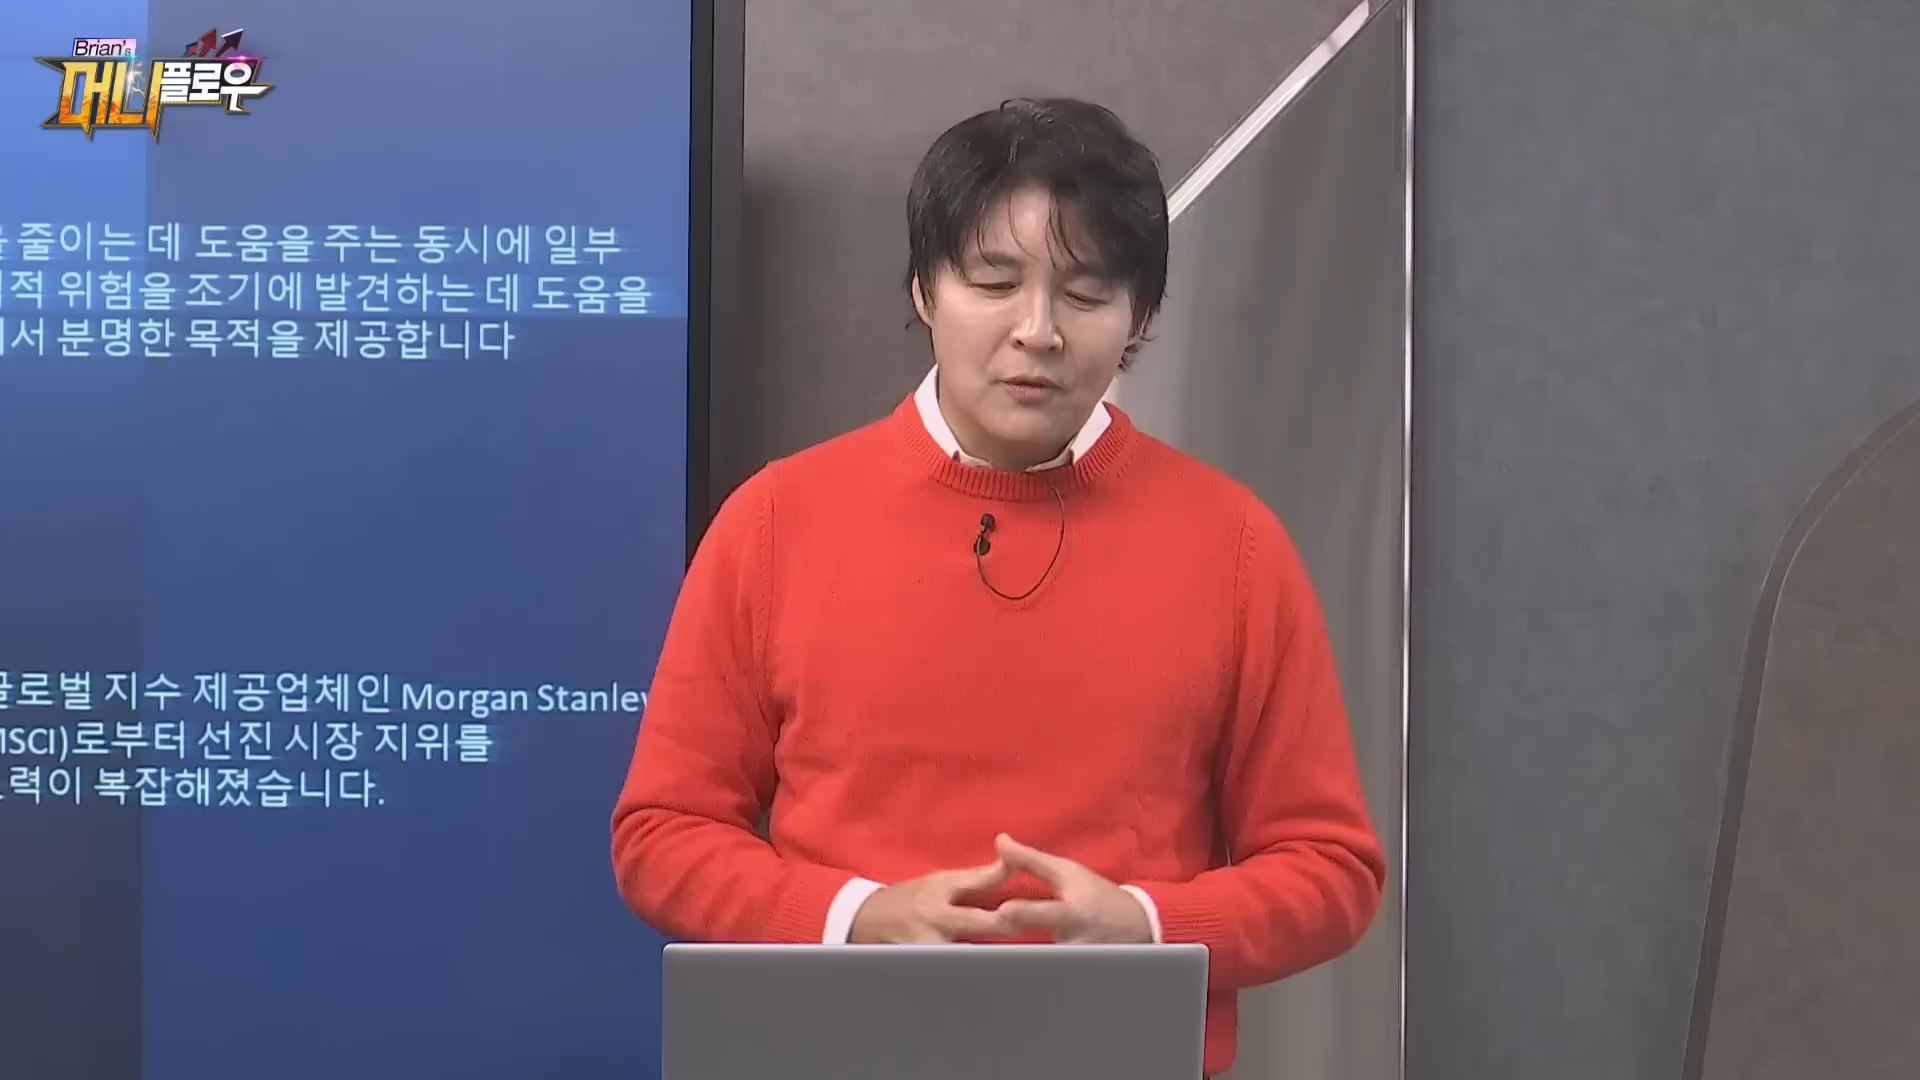 Brian's
머니플로우
줄이는 데 도움을 주는 동시에 일부
적 위험을 조기에 발견하는 데 도움을
서 분명한 목적을 제공합니다
글로벌 지수 제공업체인 Morgan Stanley
MSCI)로부터 선진 시장 지위를
력이 복잡해졌습니다.